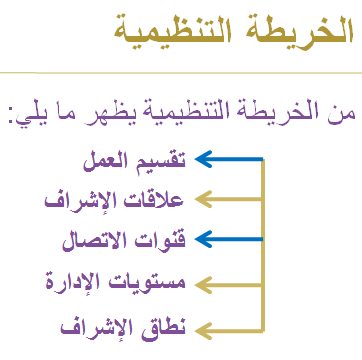 الخريطة التنظيمية
من الخريطة التنظيمية يظهر ما يلي:
تقسيم العمل
علاقات الإشراف
قنوات الاتصال
مستويات الإدارة
نطاق الإشراف